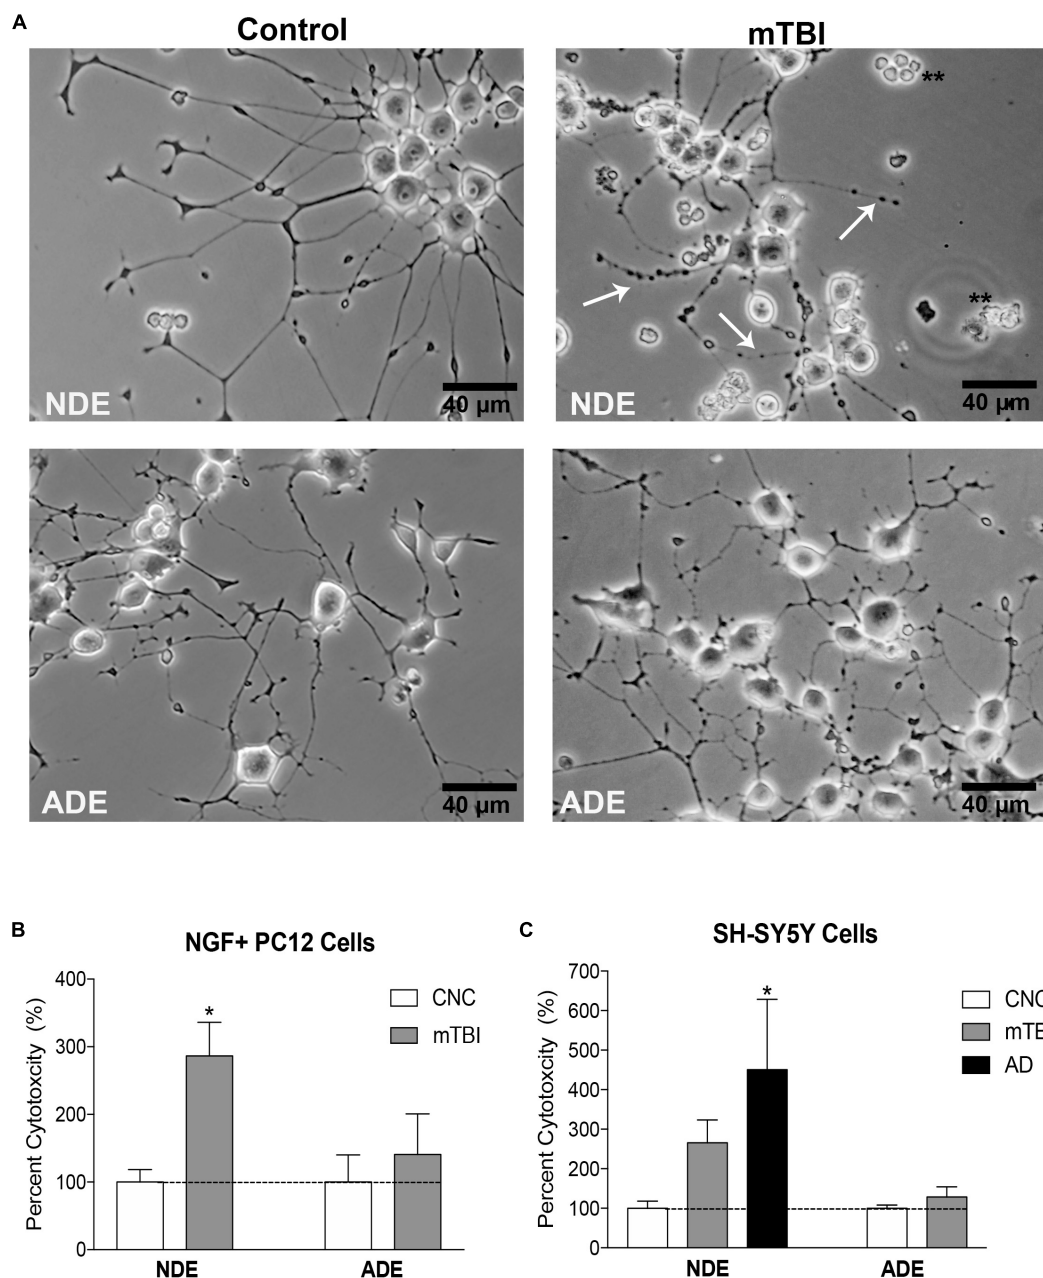 A
Control
mTBI
**
**
NDE
40 µm
NDE
40 µm
ADE
40 µm
ADE
40 µm
B
NGF+ PC12 Cells
Percent Cytotoxcity (%)
400
300
200
100
0
*
CNC
mTBI
NDE
ADE
C
SH-SY5Y Cells
Percent Cytotoxcity (%)
700
600
500
400
300
200
100
0
*
CNC
mTB
AD
NDE
ADE